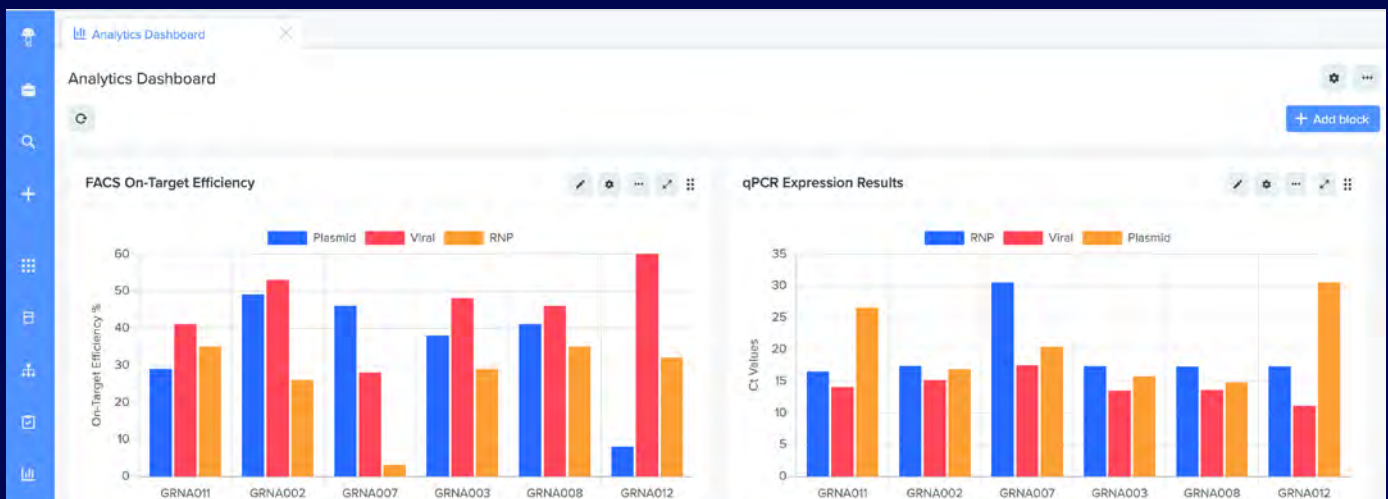 Analytics Dashboard
Analytics Dashboard
+ Add block
FACS On-Target Efficiency
Plasmid Viral RNP
On-Target Efficiency %
60
50
40
30
20
10
0
GRNA011 GRNA002 GRNA007 GRNA003 GRNA008 GRNA012
qPCR Expression Results
RNP Viral Plasmid
Ct Values
35
30
25
20
15
10
5
0
GRNA011 GRNA002 GRNA007 GRNA003 GRNA008 GRNA012